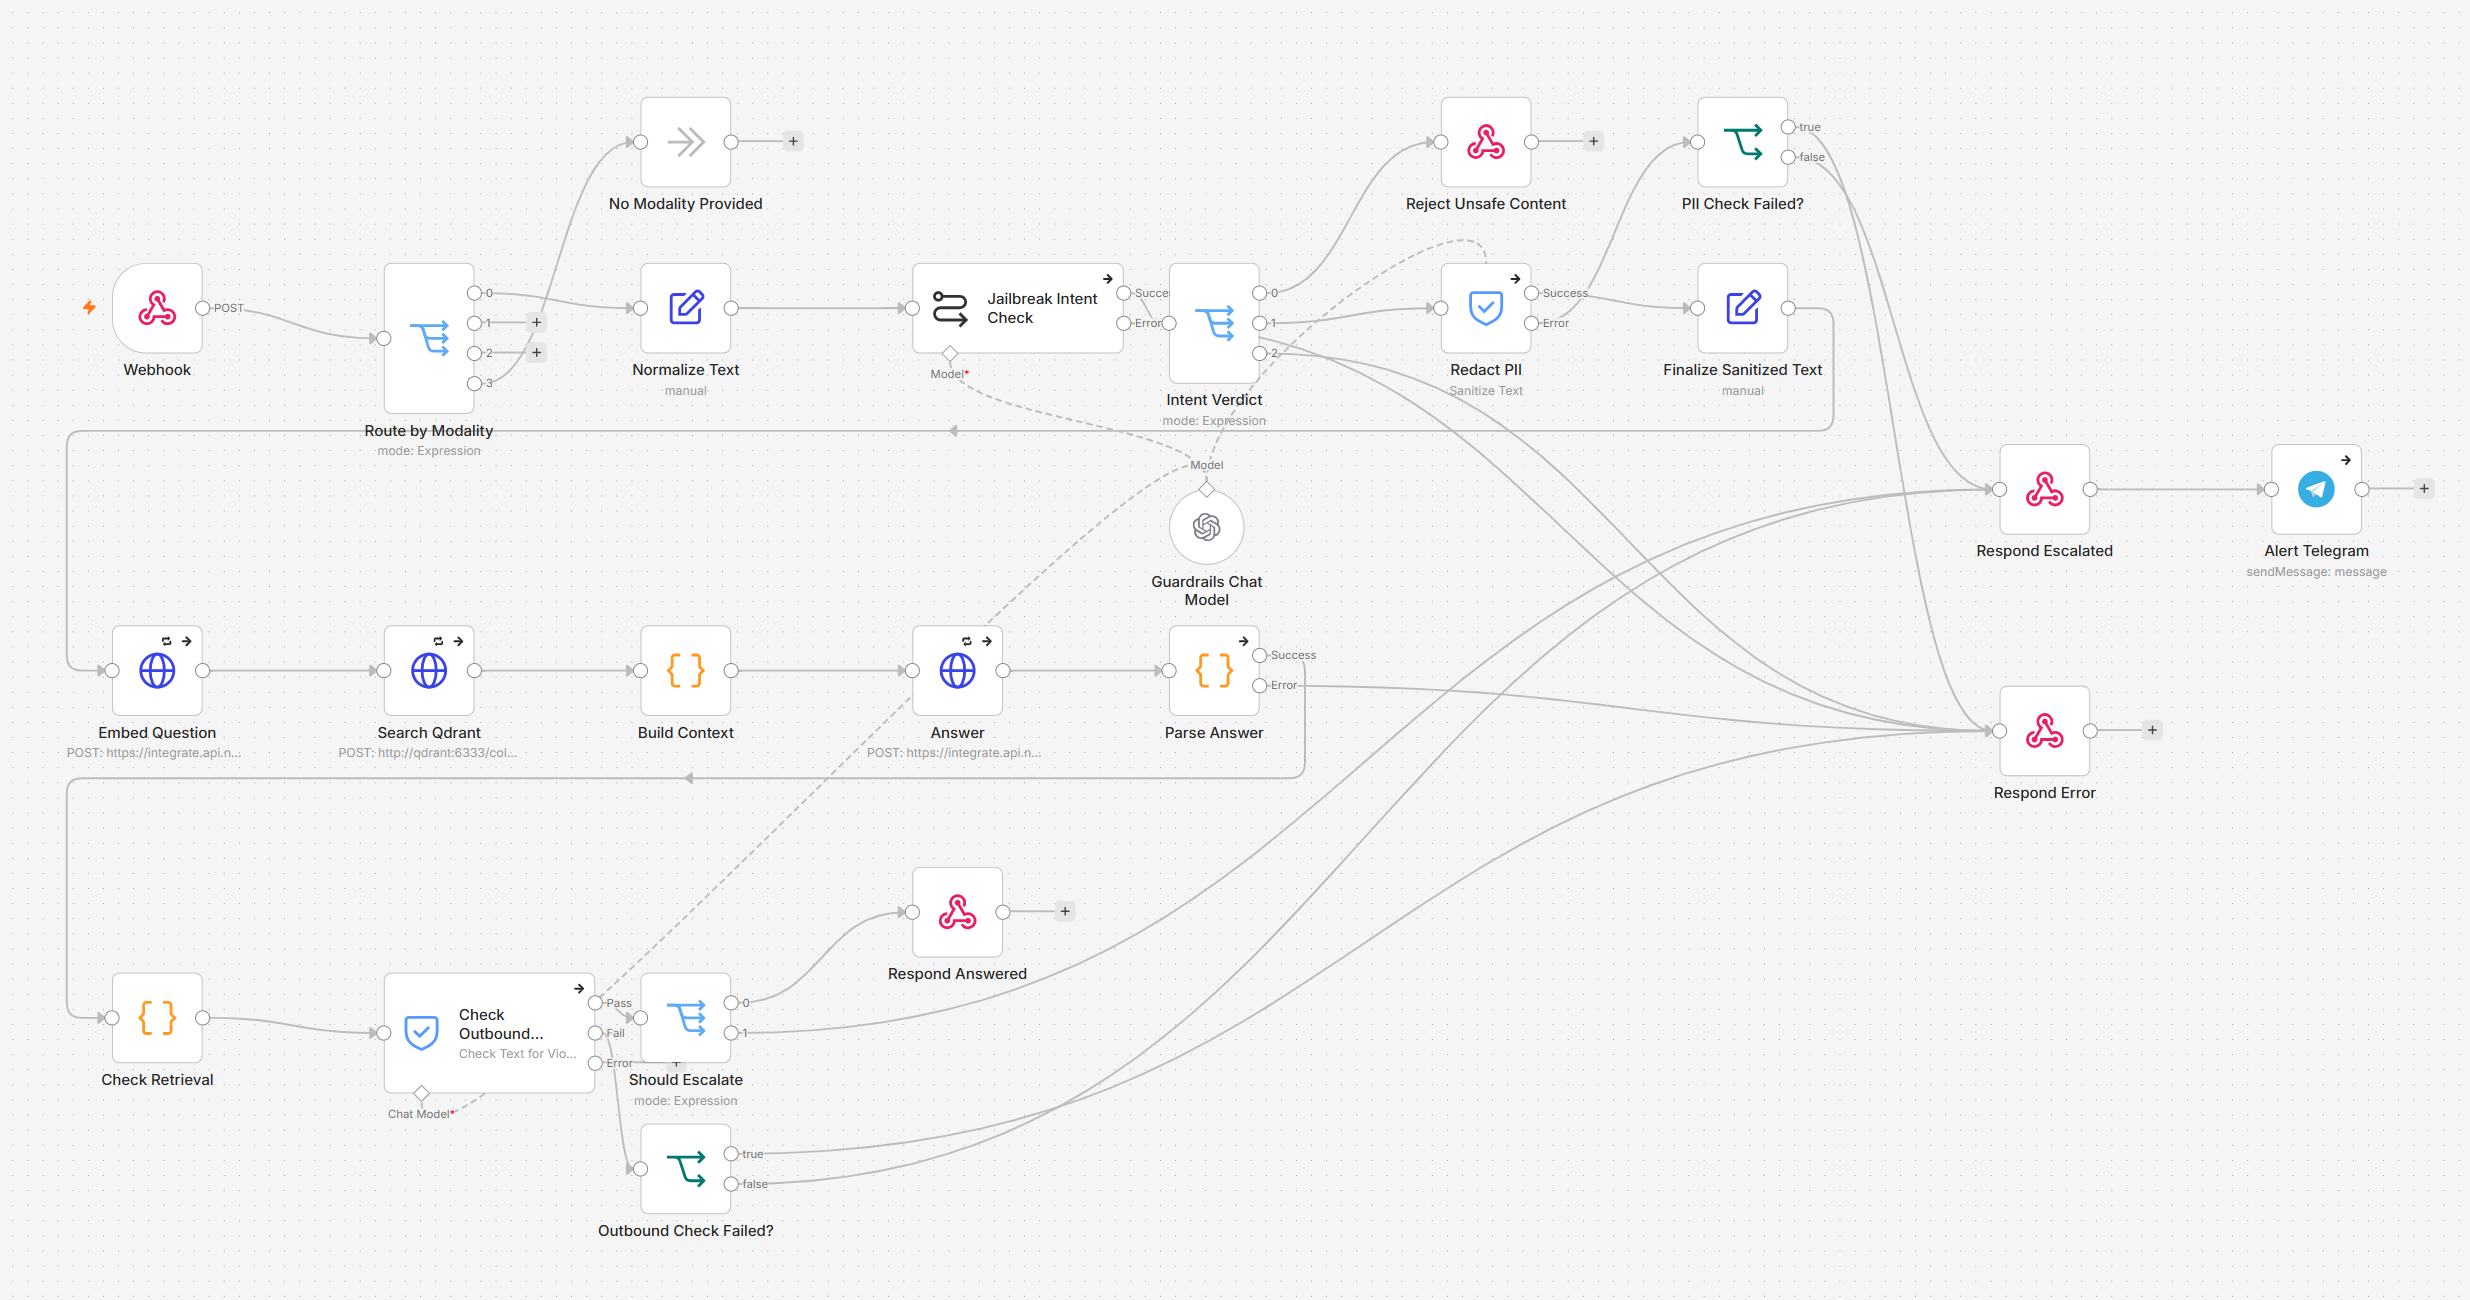 No Modality Provided
Reject Unsafe Content
true
false
PII Check Failed?
POST
Webhook
0
1
2
3
Route by Modality
mode: Expression
Normalize Text
manual
Jailbreak Intent
Check
Succes
Error
Model*
0
1
2
Intent Verdict
mode: Expression
Success
Error
Redact PII
Sanitize Text
Finalize Sanitized Text
manual
Model
Guardrails Chat
Model
Respond Escalated
Alert Telegram
sendMessage: message
Embed Question
POST: https://integrate.api.n...
Search Qdrant
POST: http://qdrant:6333/col...
Build Context
Answer
POST: https://integrate.api.n...
Success
Error
Parse Answer
Respond Error
Respond Answered
Check Retrieval
Check
Outbound...
Check Text for Vio...
Pass
Fail
Error
Chat Model*
0
1
Should Escalate
mode: Expression
true
false
Outbound Check Failed?